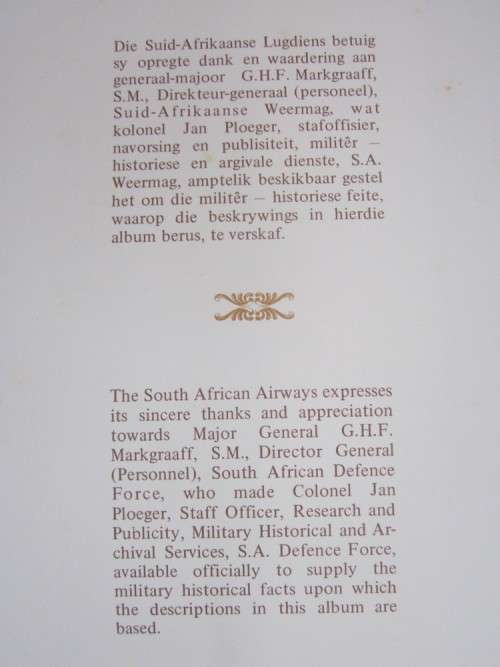 Die Suid-Afrikaanse Lugdiens betuig
sy opregte dank en waardering aan
generaal-majoor G.H.F. Markgraaff,
S.M., Direkteur-generaal (personeel),
Suid-Afrikaanse Weermag, wat
kolonel Jan Ploeger, stafoffisier,
navorsing en publisiteit, militêr –
historiese en argivale dienste, S.A.
Weermag, amptelik beskikbaar gestel
het om die militêr – historiese feite,
waarop die beskrywings in hierdie
album berus, te verskaf.
The South African Airways expresses
its sincere thanks and appreciation
towards Major General G.H.F.
Markgraaff, S.M., Director General
(Personnel), South African Defence
Force, who made Colonel Jan
Ploeger, Staff Officer, Research and
Publicity, Military Historical and Ar-
chival Services, S.A. Defence Force,
available officially to supply the
military historical facts upon which
the descriptions in this album are
based.